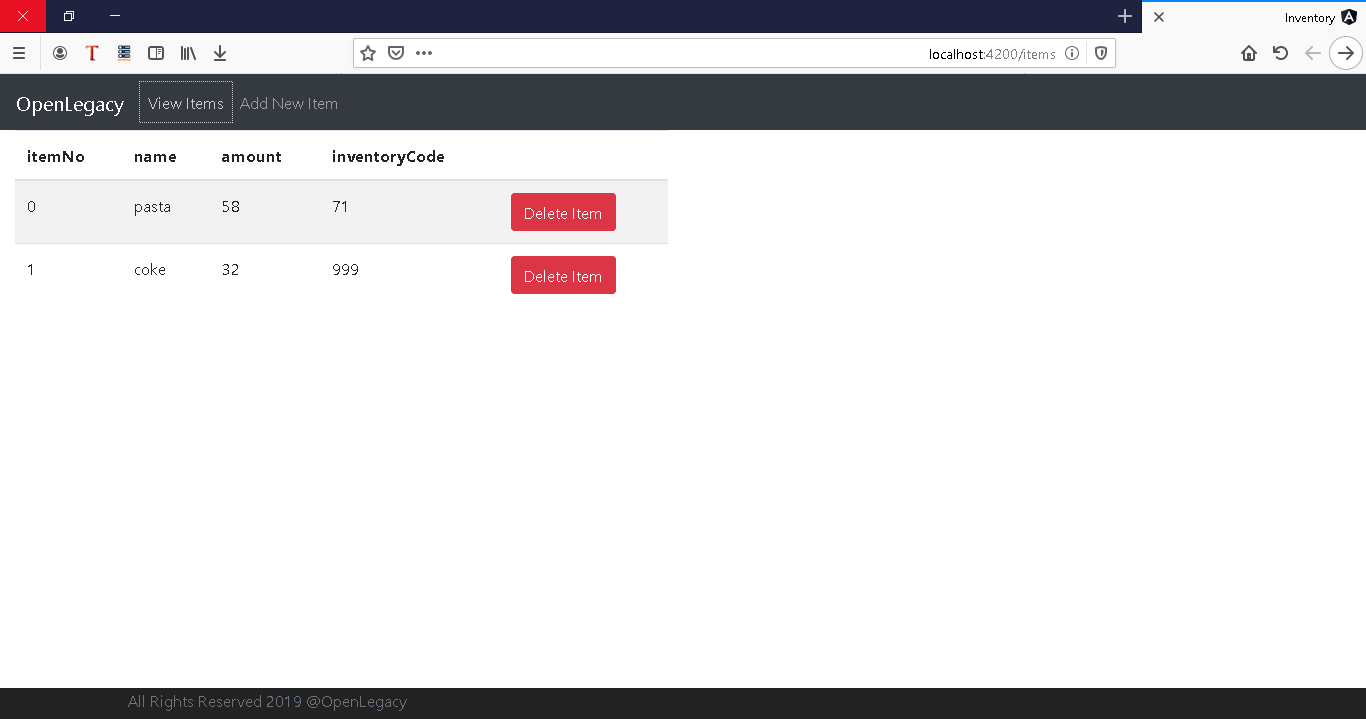 Inventory
localhost:4200/items
OpenLegacy View Items Add New Item
itemNo name amount inventoryCode
0 pasta 58 71 Delete Item
1 coke 32 999 Delete Item
All Rights Reserved 2019 @OpenLegacy